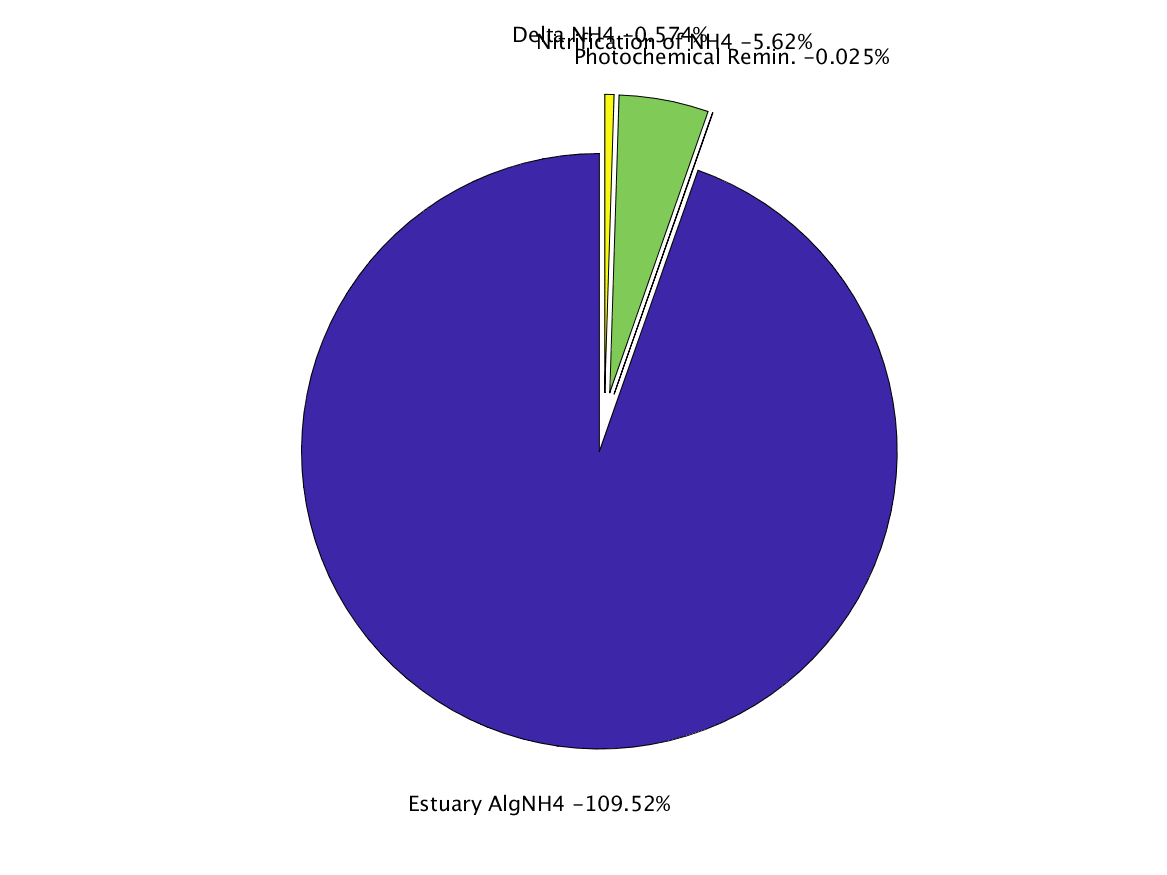 Delta NH4 -0.574%
Nitrification of NH4 -5.62%
Photochemical Remin. -0.025%
Estuary AlgNH4 -109.52%